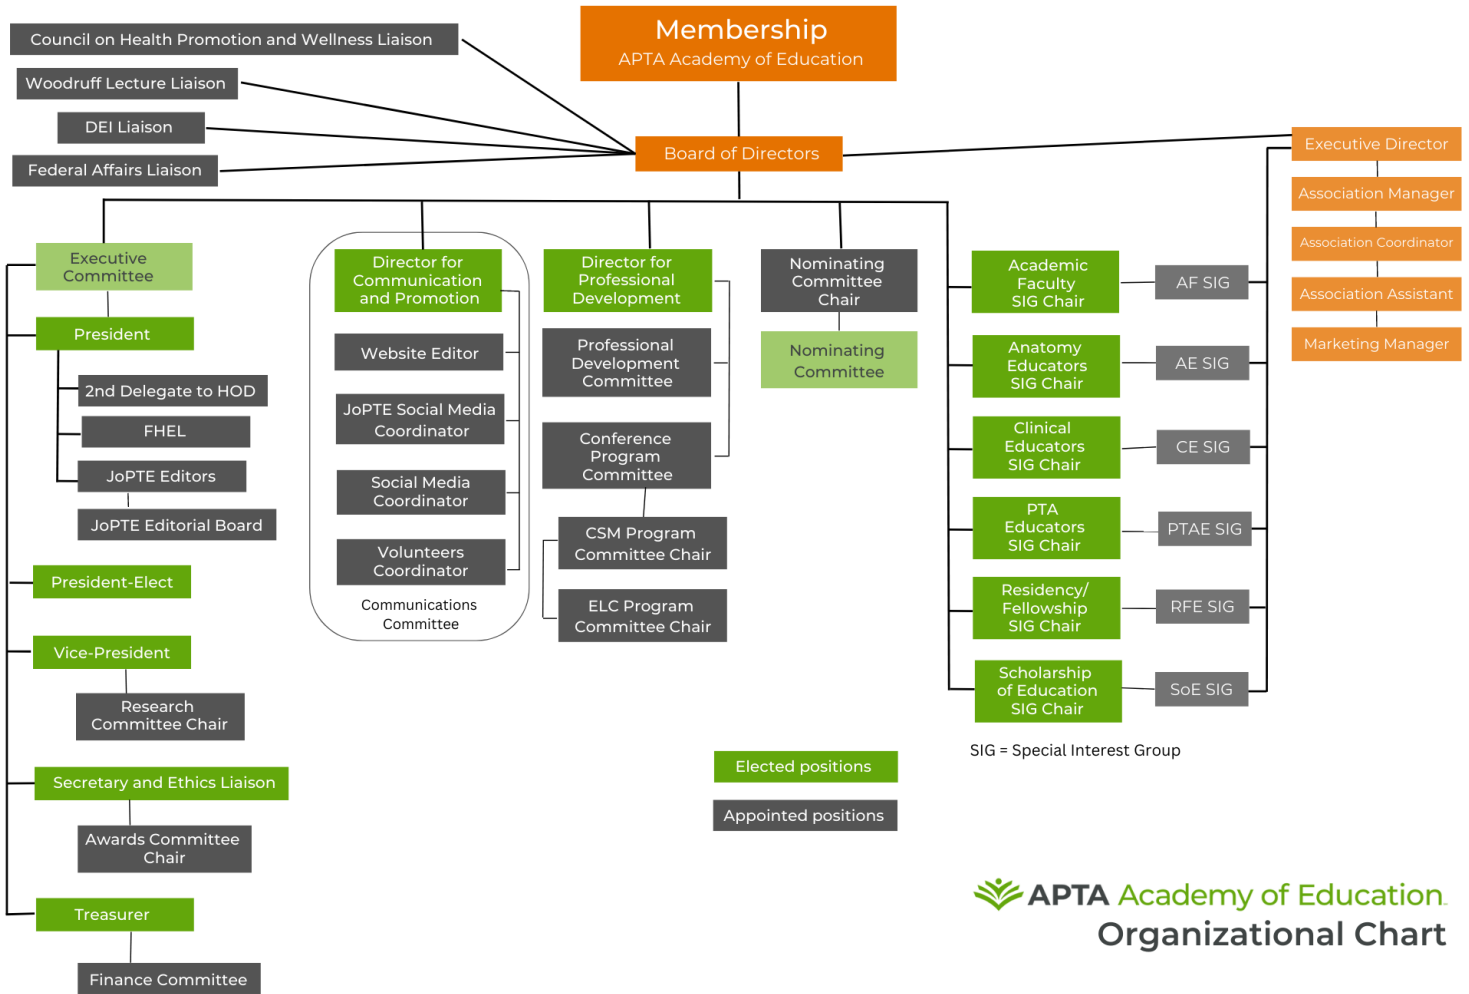 Membership
APTA Academy of Education
Council on Health Promotion and Wellness Liaison
Woodruff Lecture Liaison
DEI Liaison
Federal Affairs Liaison
Board of Directors
Executive Director
Association Manager
Association Coordinator
Association Assistant
Marketing Manager
Executive
Committee
President
2nd Delegate to HOD
FHEL
JoPTE Editors
JoPTE Editorial Board
President-Elect
Vice-President
Research
Committee Chair
Secretary and Ethics Liaison
Awards Committee
Chair
Treasurer
Finance Committee
Director for
Communication
and Promotion
Website Editor
JoPTE Social Media
Coordinator
Social Media
Coordinator
Volunteers
Coordinator
Communications
Committee
Director for
Professional
Development
Professional
Development
Committee
Conference
Program
Committee
CSM Program
Committee Chair
ELC Program
Committee Chair
Nominating
Committee
Chair
Nominating
Committee
Academic
Faculty
SIG Chair
AF SIG
Anatomy
Educators
SIG Chair
AE SIG
Clinical
Educators
SIG Chair
CE SIG
PTA
Educators
SIG Chair
PTAE SIG
Residency/
Fellowship
SIG Chair
RFE SIG
Scholarship
of Education
SIG Chair
SoE SIG
SIG = Special Interest Group
Elected positions
Appointed positions
APTA Academy of Education
Organizational Chart